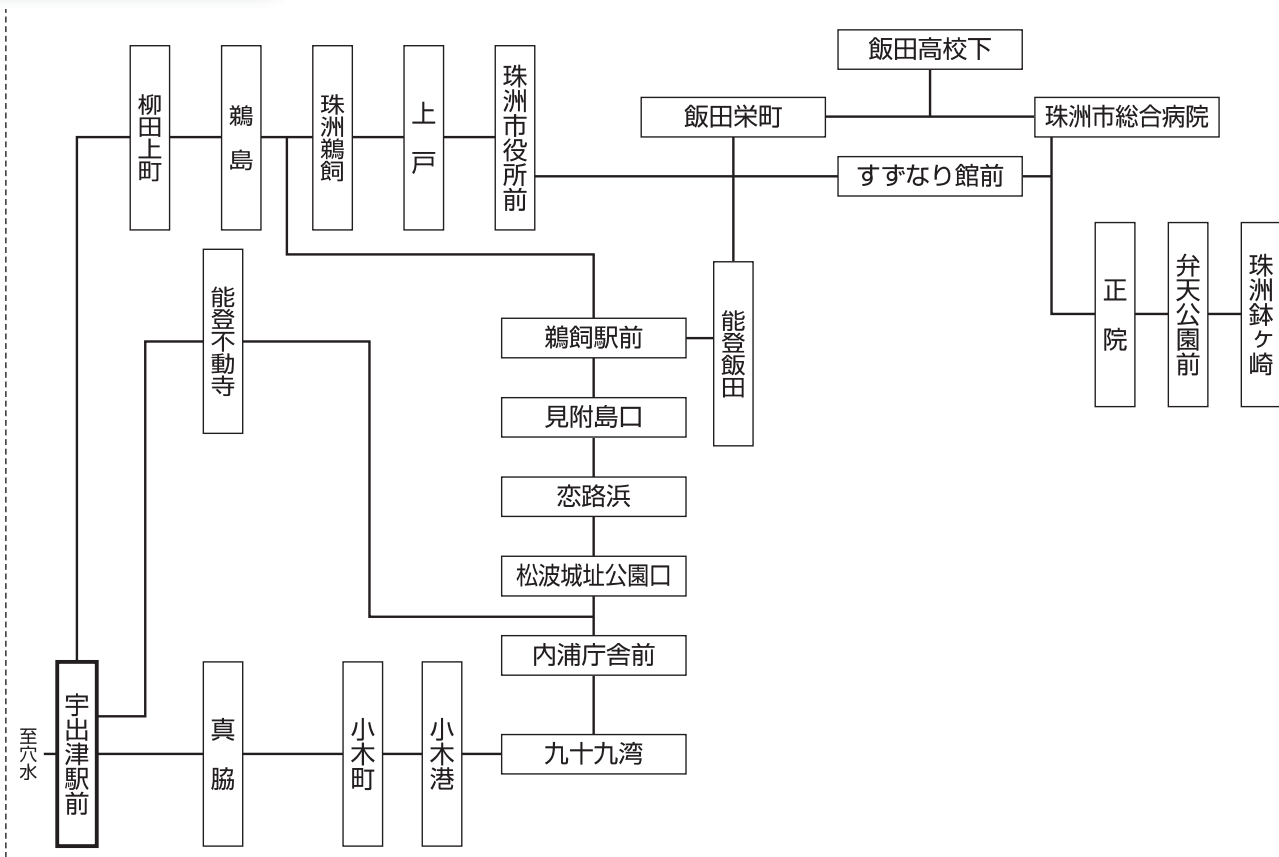 飯田高校下
柳田上町
鵜島
珠洲鵜飼
上戸
珠洲市役所前
飯田栄町
珠洲市総合病院
すずなり館前
能登不動寺
正院
弁天公園前
珠洲鉢ヶ崎
能登飯田
鵜飼駅前
見附島口
恋路浜
松波城址公園口
内浦庁舎前
至穴水
宇出津駅前
真脇
小木町
小木港
九十九湾